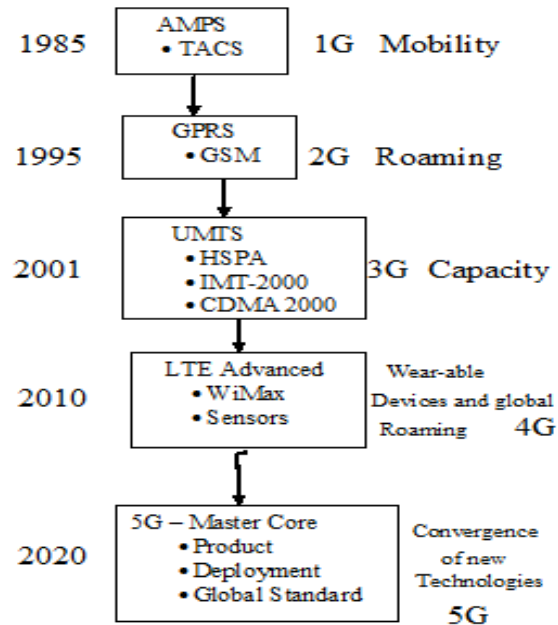 1985
AMPS
• TACS
1G Mobility
1995
GPRS
• GSM
2G Roaming
2001
UMTS
• HSPA
• IMT-2000
• CDMA 2000
3G Capacity
2010
LTE Advanced
• WiMax
• Sensors
Wear-able
Devices and global
Roaming 4G
2020
5G – Master Core
• Product
• Deployment
• Global Standard
Convergence
of new
Technologies
5G